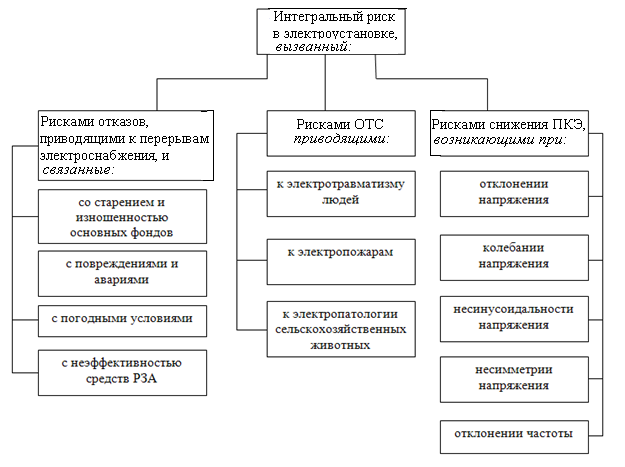 Интегральный риск
в электроустановке,
вызванный:
Рисками отказов,
приводящими к перерывам
электроснабжения, и
связанные:
со старением и
изношенностью
основных фондов
с повреждениями и
авариями
с погодными условиями
с неэффективностью
средств РЗА
Рисками ОТС
приводящими:
к электротравматизму
людей
к электропожарам
к электропатологии
сельскохозяйственных
животных
Рисками снижения ПКЭ,
возникающими при:
отклонении
напряжения
колебании
напряжения
несинусоидальности
напряжения
несимметрии
напряжения
отклонении частоты